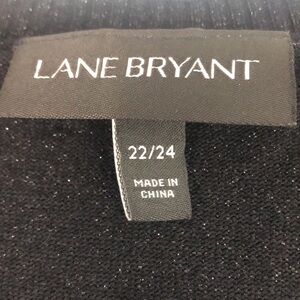 LANE BRYANT
22/24
MADE IN
CHINA